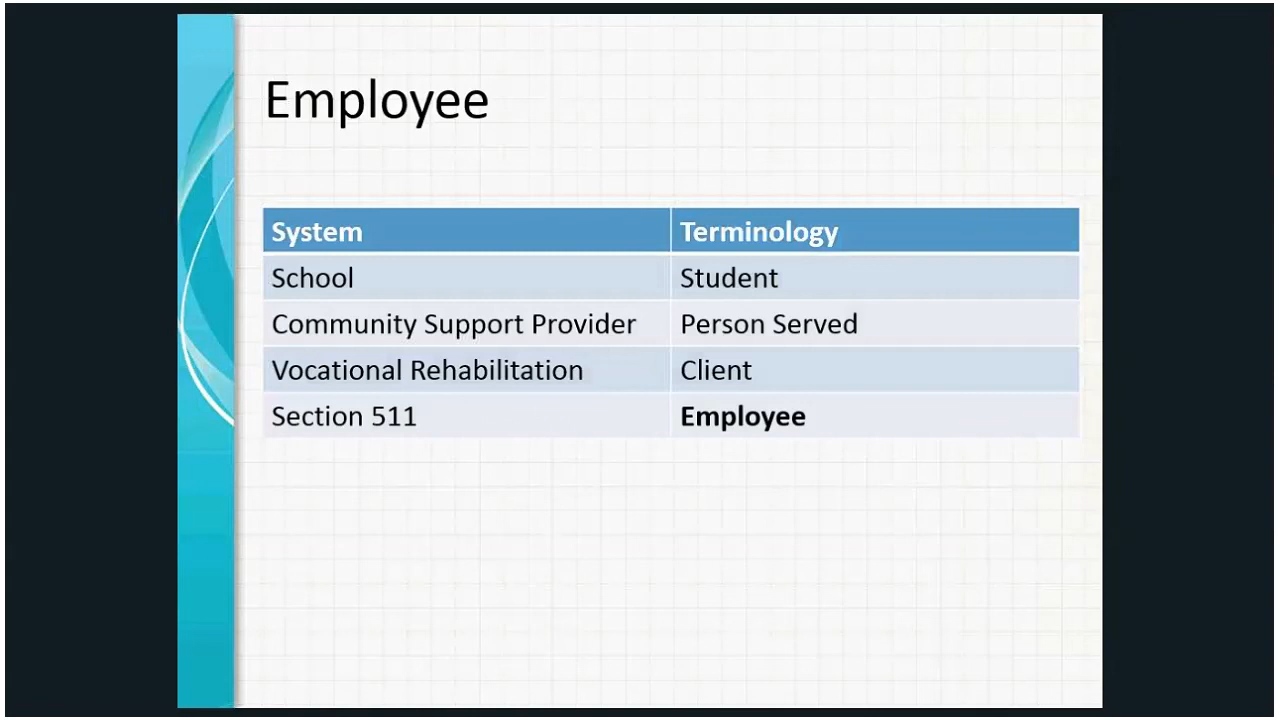 Employee
System Terminology
School Student
Community Support Provider Person Served
Vocational Rehabilitation Client
Section 511 Employee